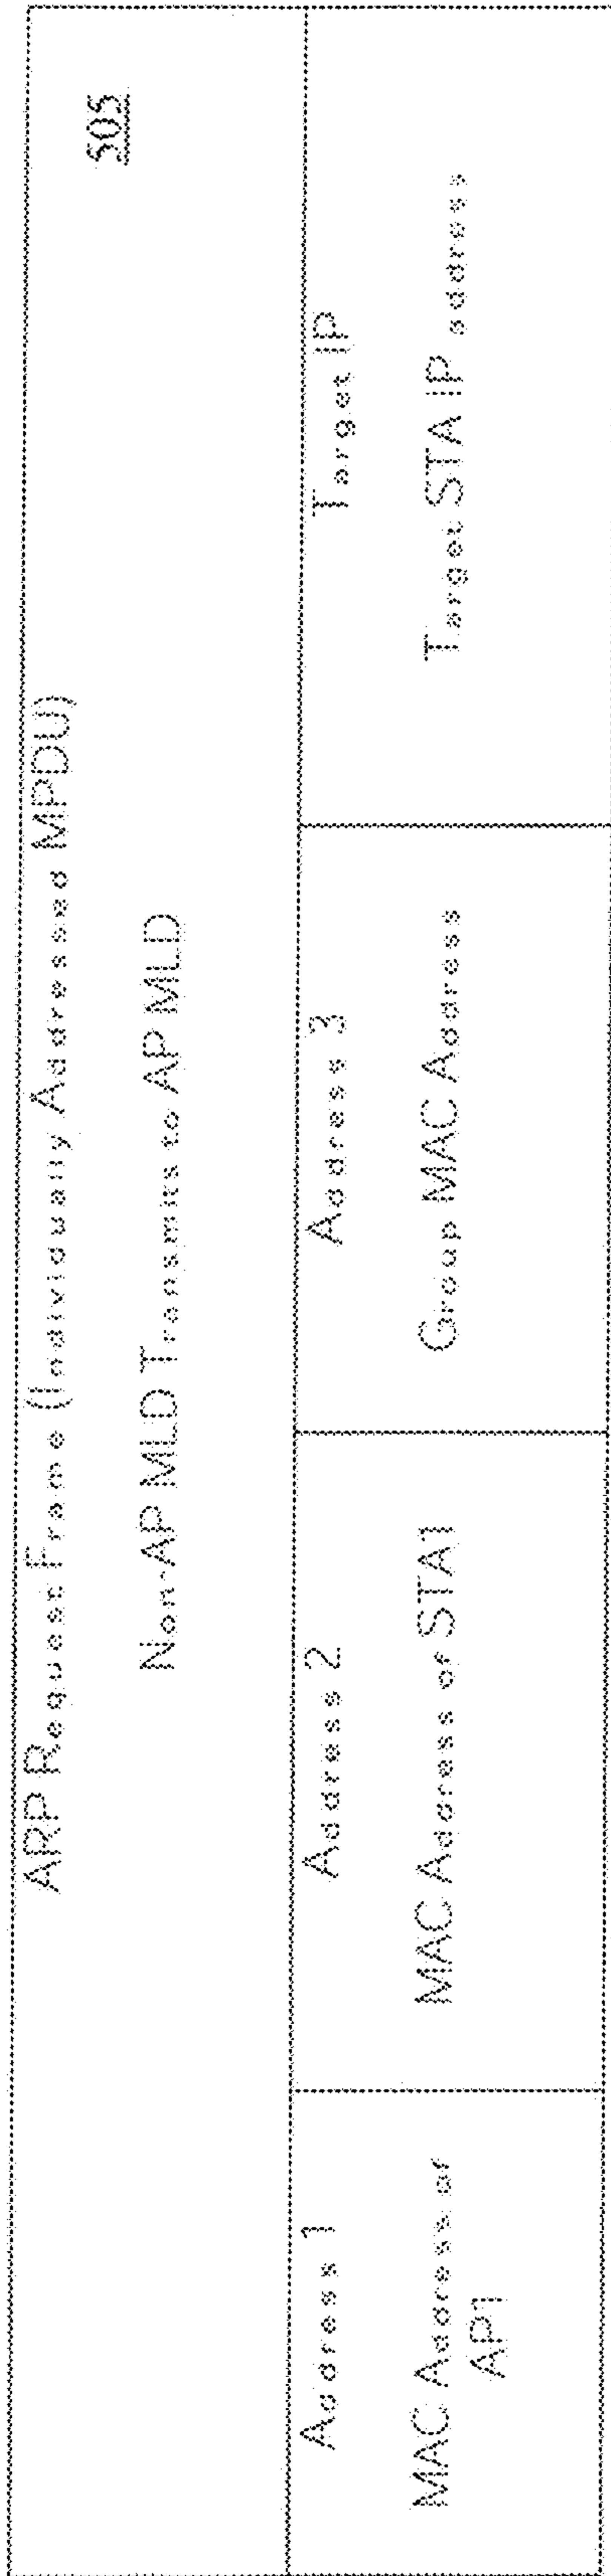 ARP Request Frame (Individually Addressed MPDU)
505
Non-AP MLD Transmits to AP MLD
Address 1
MAC Address of
AP1
Address 2
MAC Address of STA1
Address 3
Group MAC Address
Target IP
Target STA IP address